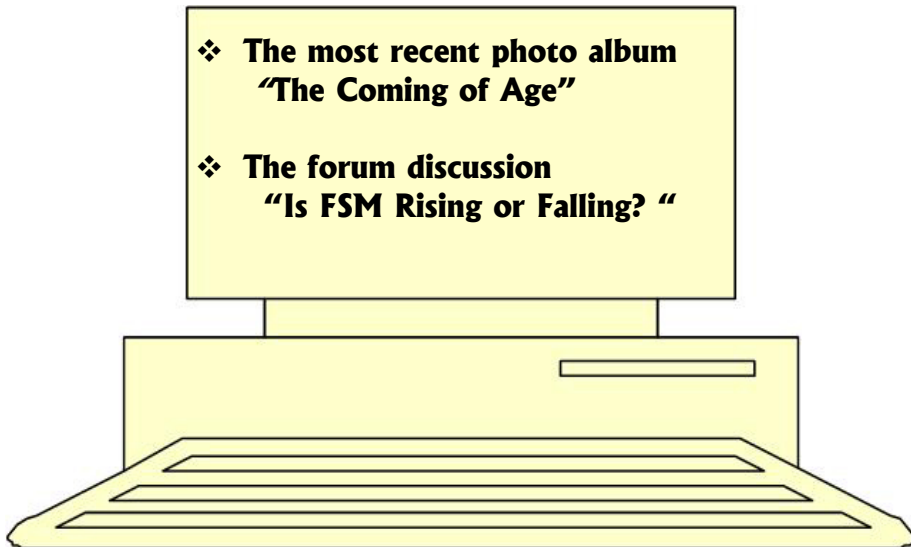 ❖ The most recent photo album
“The Coming of Age”
❖ The forum discussion
“Is FSM Rising or Falling? “